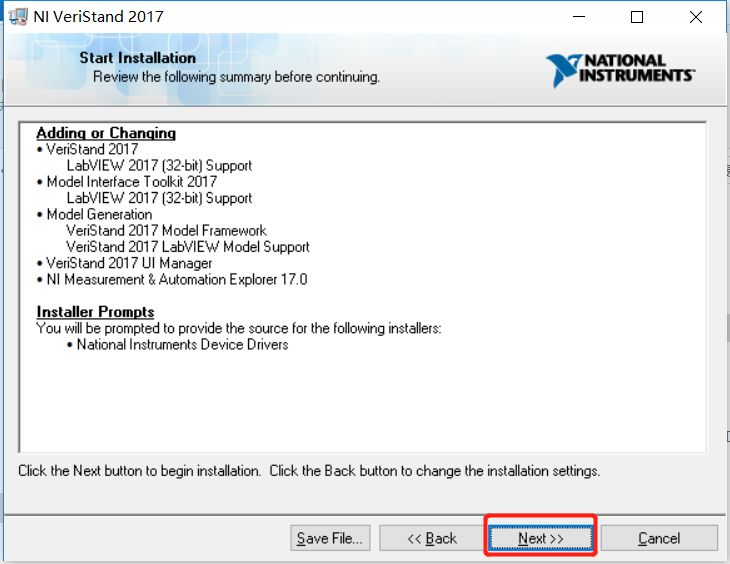 NI VeriStand 2017
Start Installation
Review the following summary before continuing.
NATIONAL
INSTRUMENTS™
Adding or Changing
• VeriStand 2017
LabVIEW 2017 (32-bit) Support
• Model Interface Toolkit 2017
LabVIEW 2017 (32-bit) Support
• Model Generation
VeriStand 2017 Model Framework
VeriStand 2017 LabVIEW Model Support
• VeriStand 2017 UI Manager
• NI Measurement & Automation Explorer 17.0
Installer Prompts
You will be prompted to provide the source for the following installers:
• National Instruments Device Drivers
Click the Next button to begin installation. Click the Back button to change the installation settings.
Save File... << Back Next >> Cancel